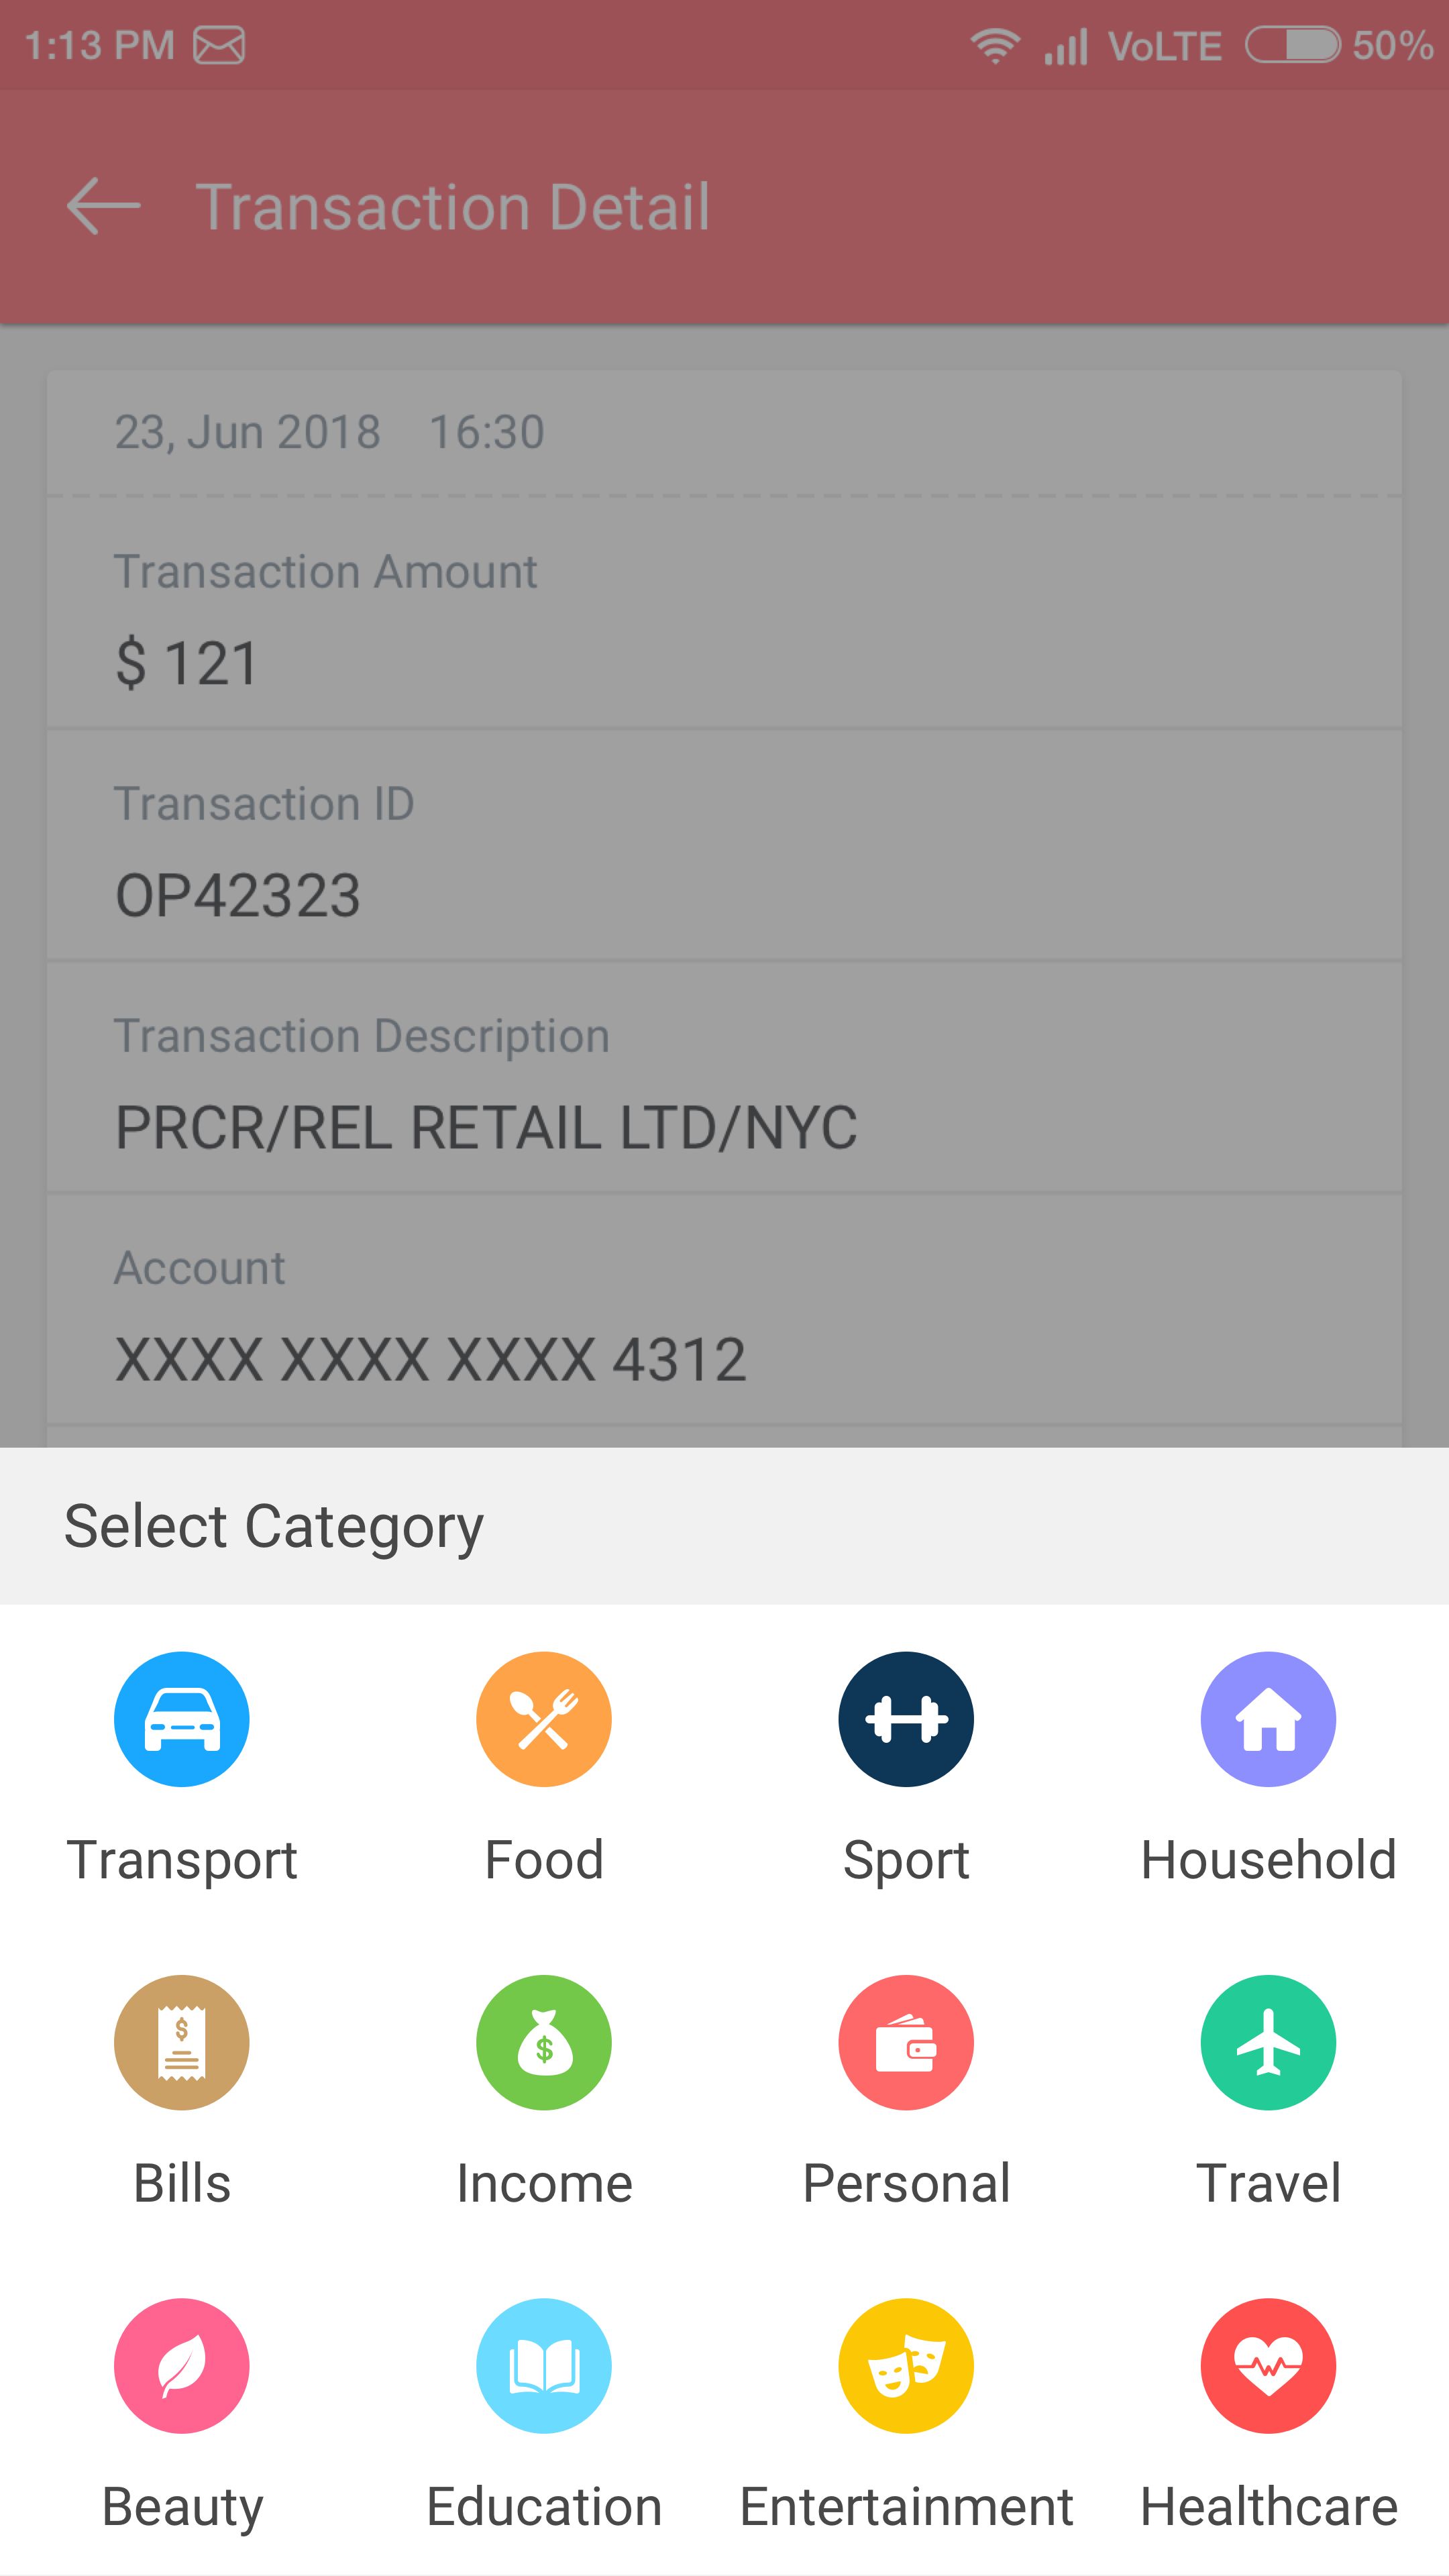 1:13 PM VoLTE 50%
Transaction Detail
23, Jun 2018 16:30
Transaction Amount
$ 121
Transaction ID
OP42323
Transaction Description
PRCR/REL RETAIL LTD/NYC
Account
XXXX XXXX XXXX 4312
Select Category
Transport Food Sport Household
$ $
Bills Income Personal Travel
Beauty Education Entertainment Healthcare